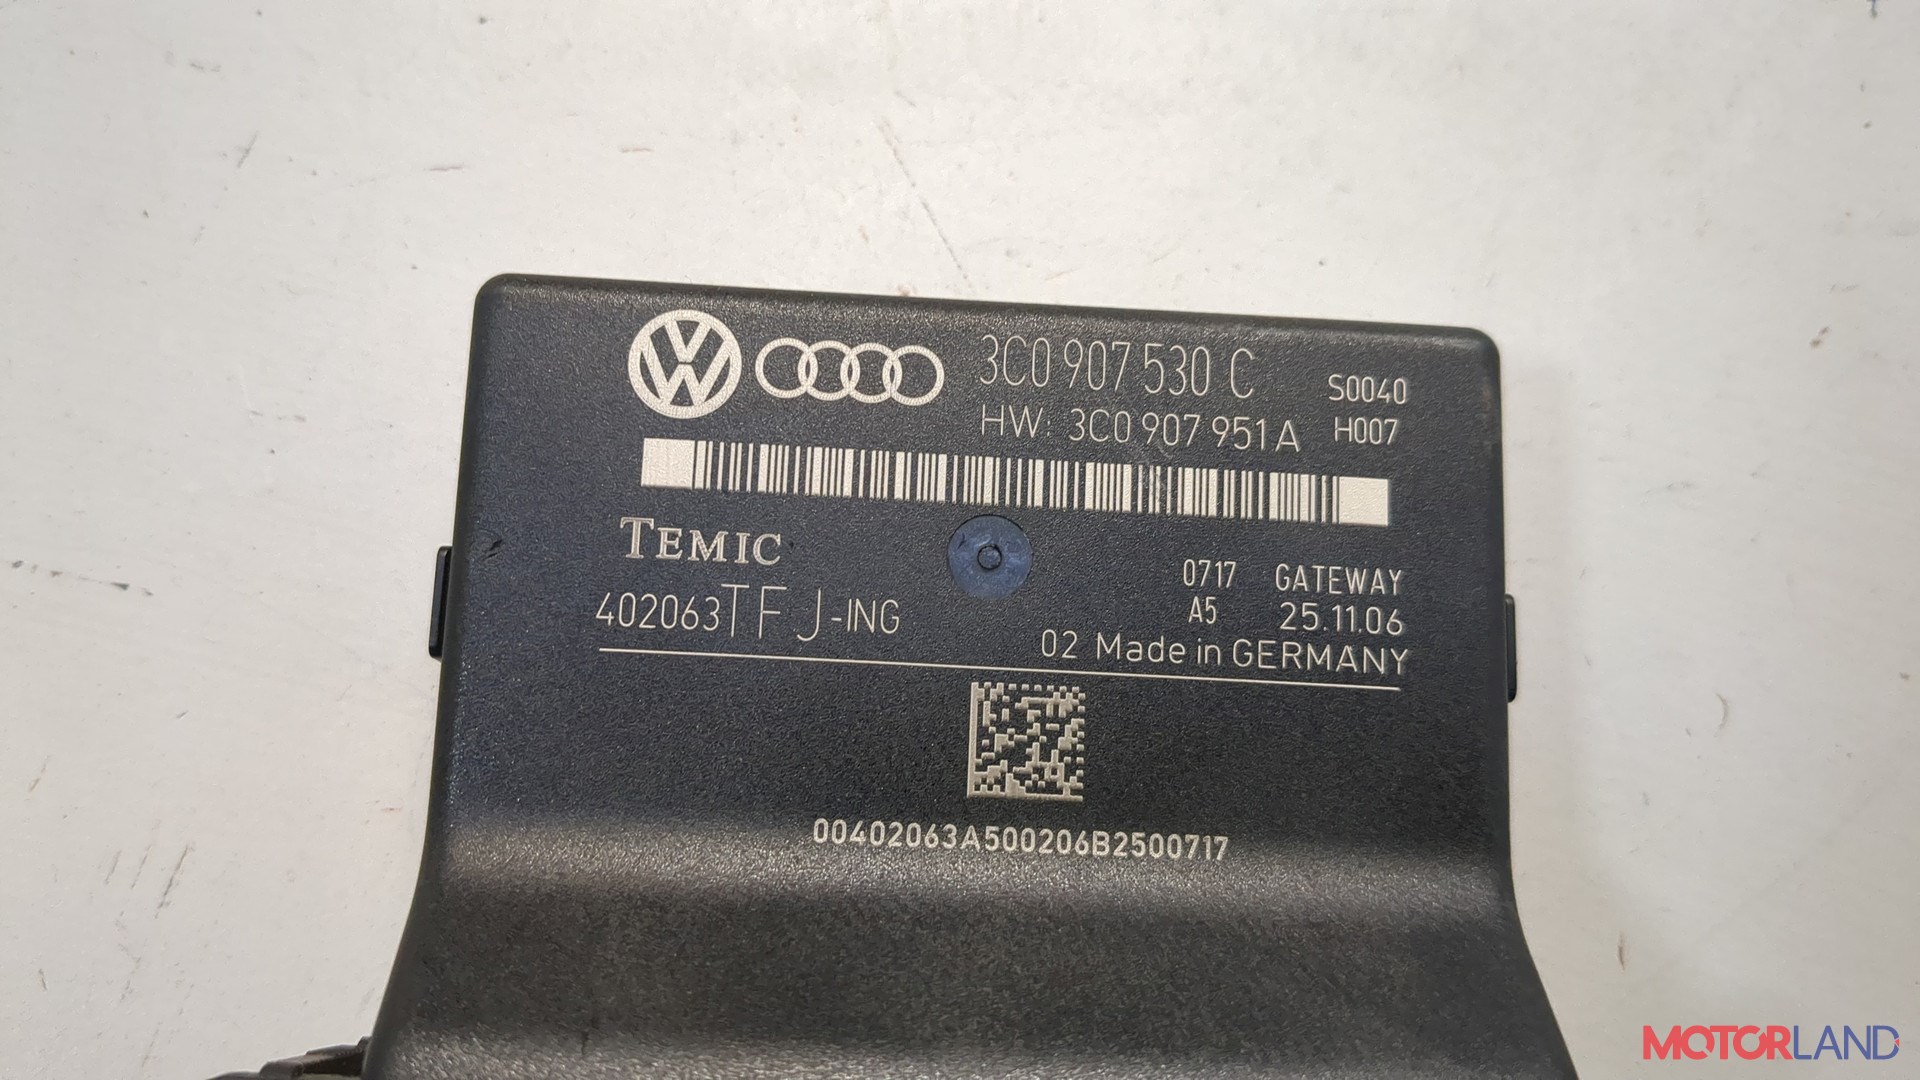 3C0 907 530 C S0040
HW: 3C0 907 951 A H007
TEMIC
0717 GATEWAY
402063TFJ-ING A5 25.11.06
02 Made in GERMANY
00402063A500206B2500717
MOTORLAND